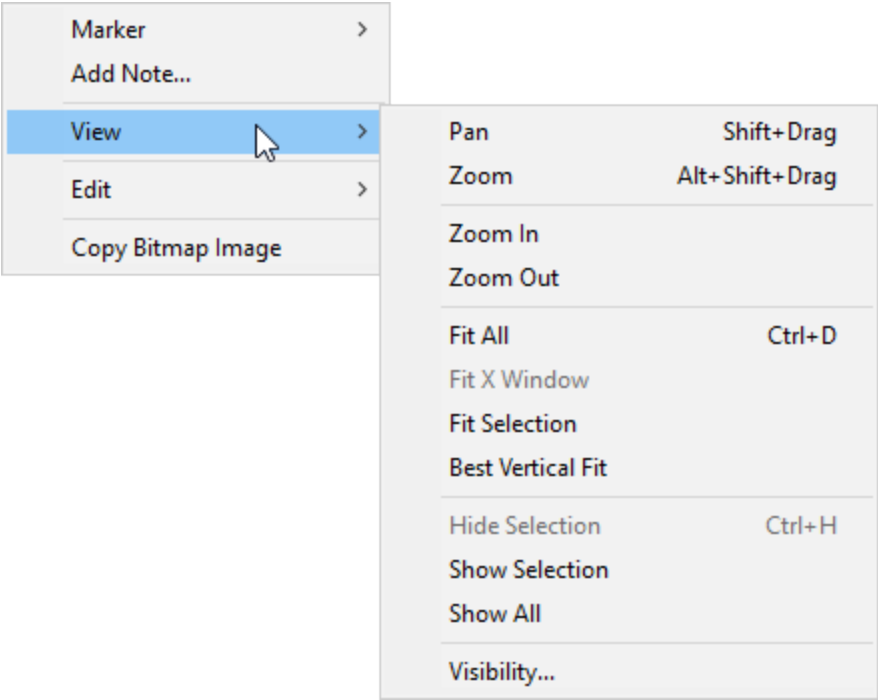 Marker
Add Note...
View
Edit
Copy Bitmap Image
Pan Shift+Drag
Zoom Alt+Shift+Drag
Zoom In
Zoom Out
Fit All Ctrl+D
Fit X Window
Fit Selection
Best Vertical Fit
Hide Selection Ctrl+H
Show Selection
Show All
Visibility...